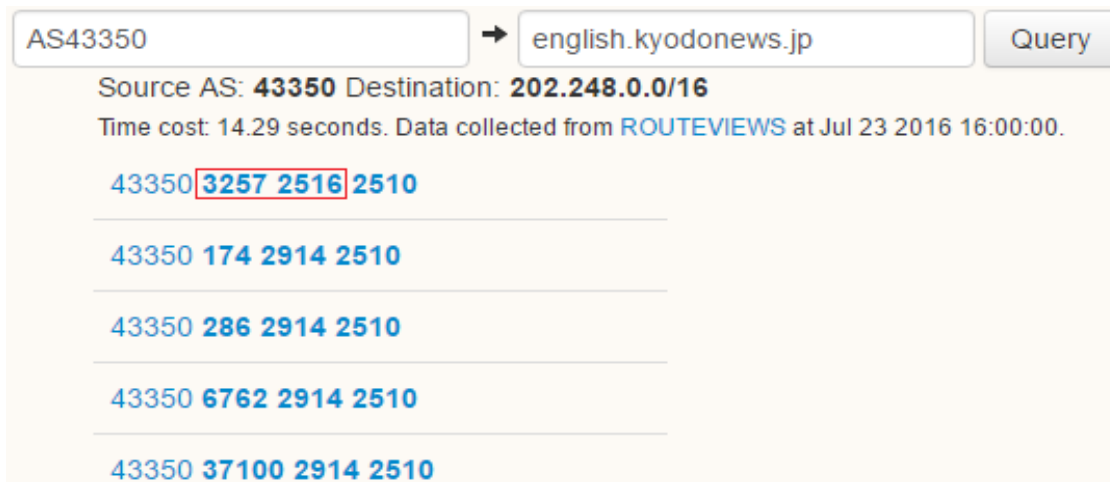 AS43350 → english.kyodonews.jp Query
Source AS: 43350 Destination: 202.248.0.0/16
Time cost: 14.29 seconds. Data collected from ROUTEVIEWS at Jul 23 2016 16:00:00.
43350 3257 2516 2510
43350 174 2914 2510
43350 286 2914 2510
43350 6762 2914 2510
43350 37100 2914 2510